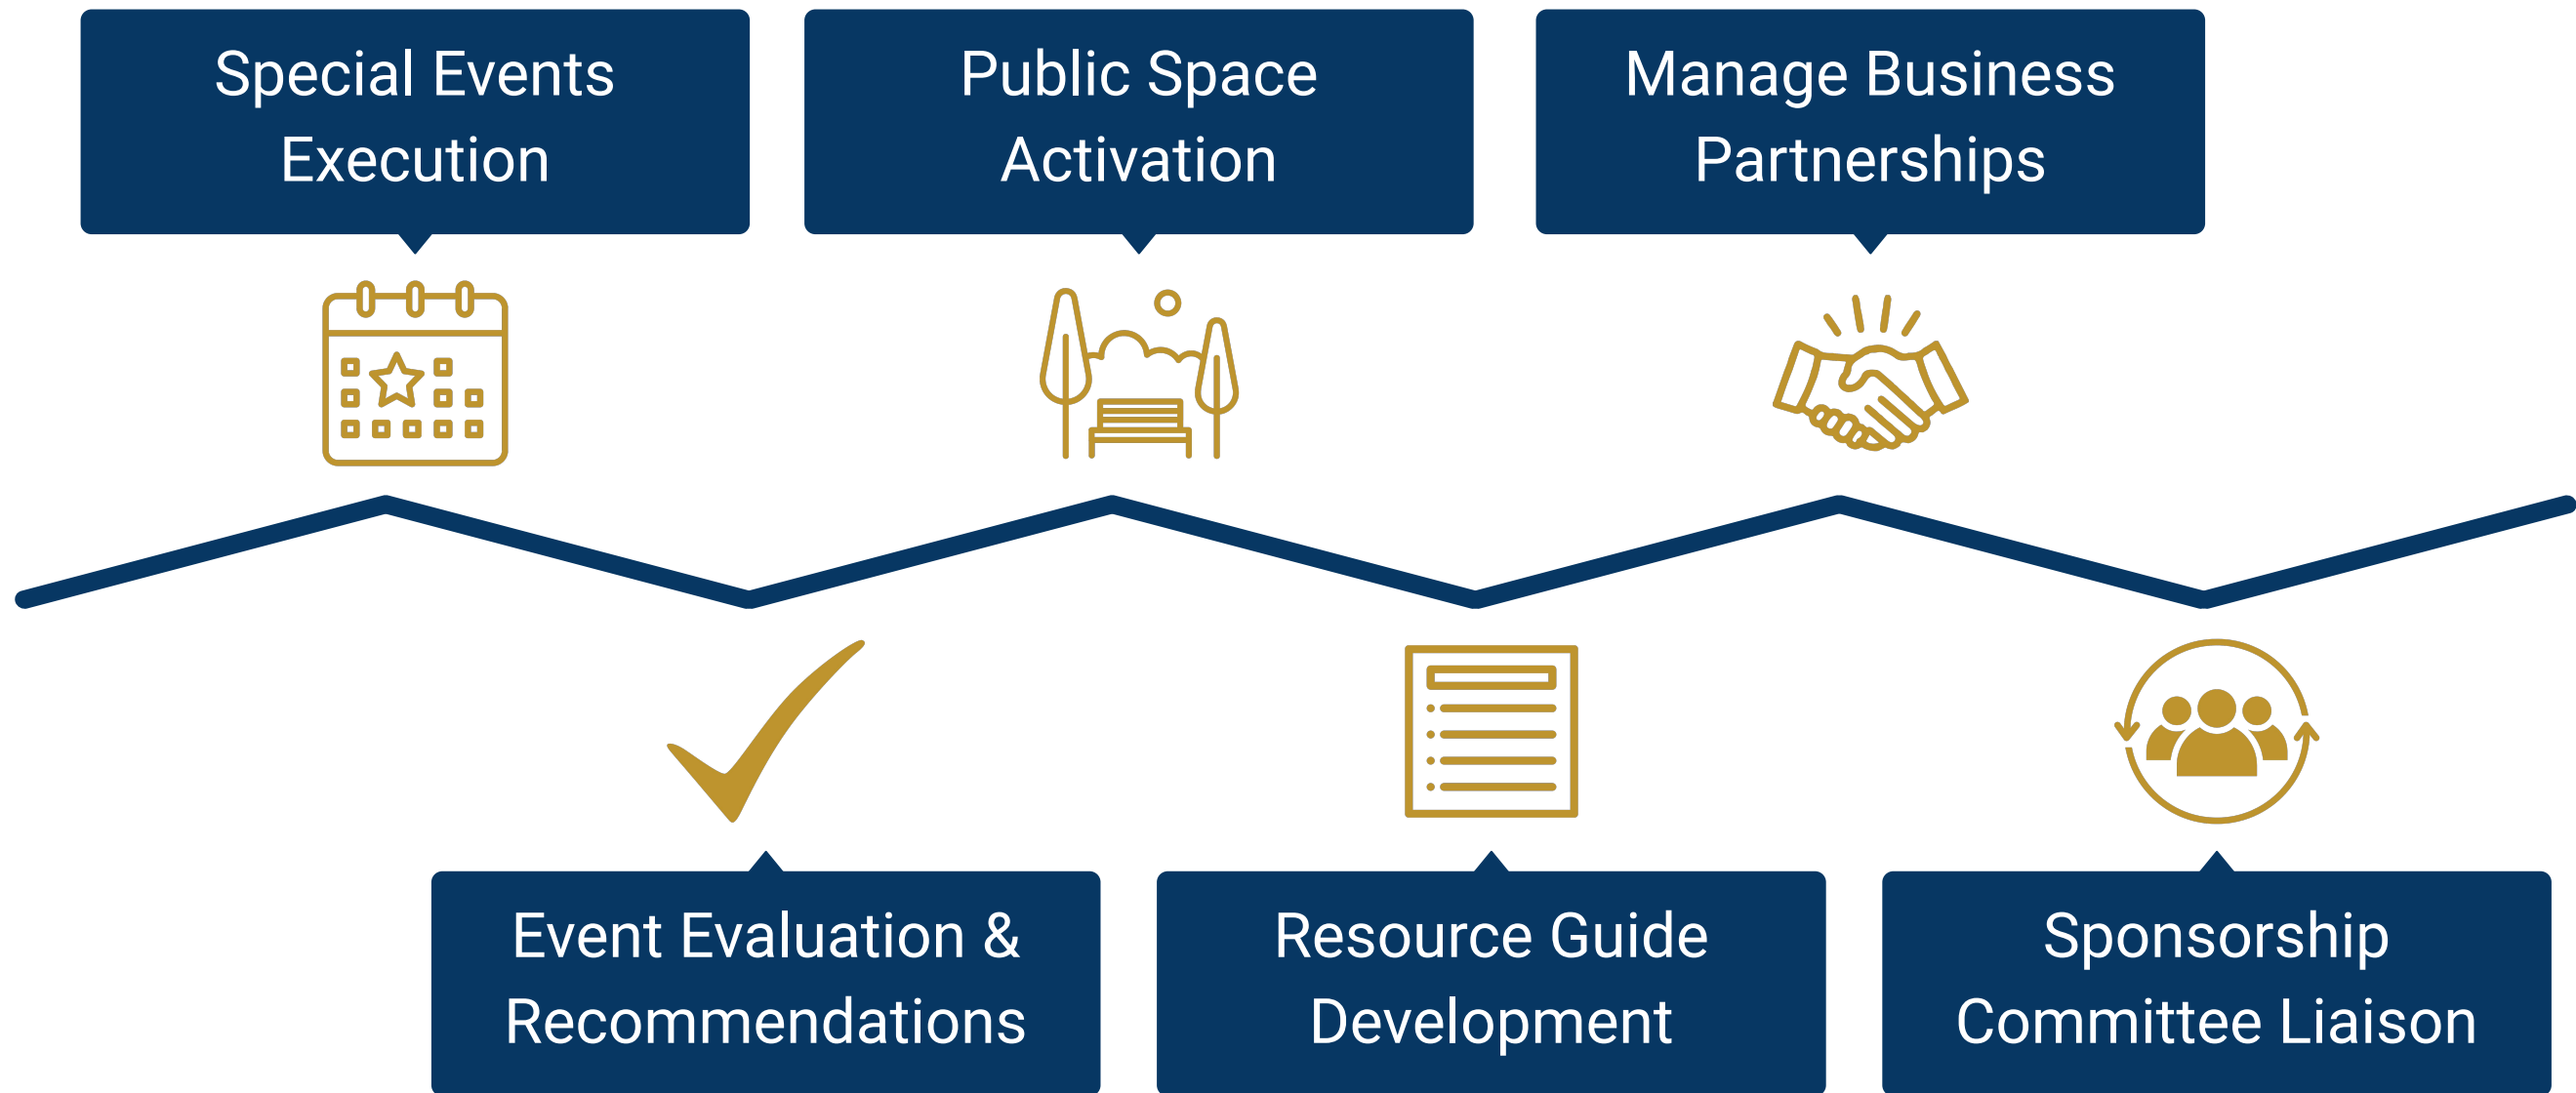 Special Events
Execution
Public Space
Activation
Manage Business
Partnerships
Event Evaluation &
Recommendations
Resource Guide
Development
Sponsorship
Committee Liaison